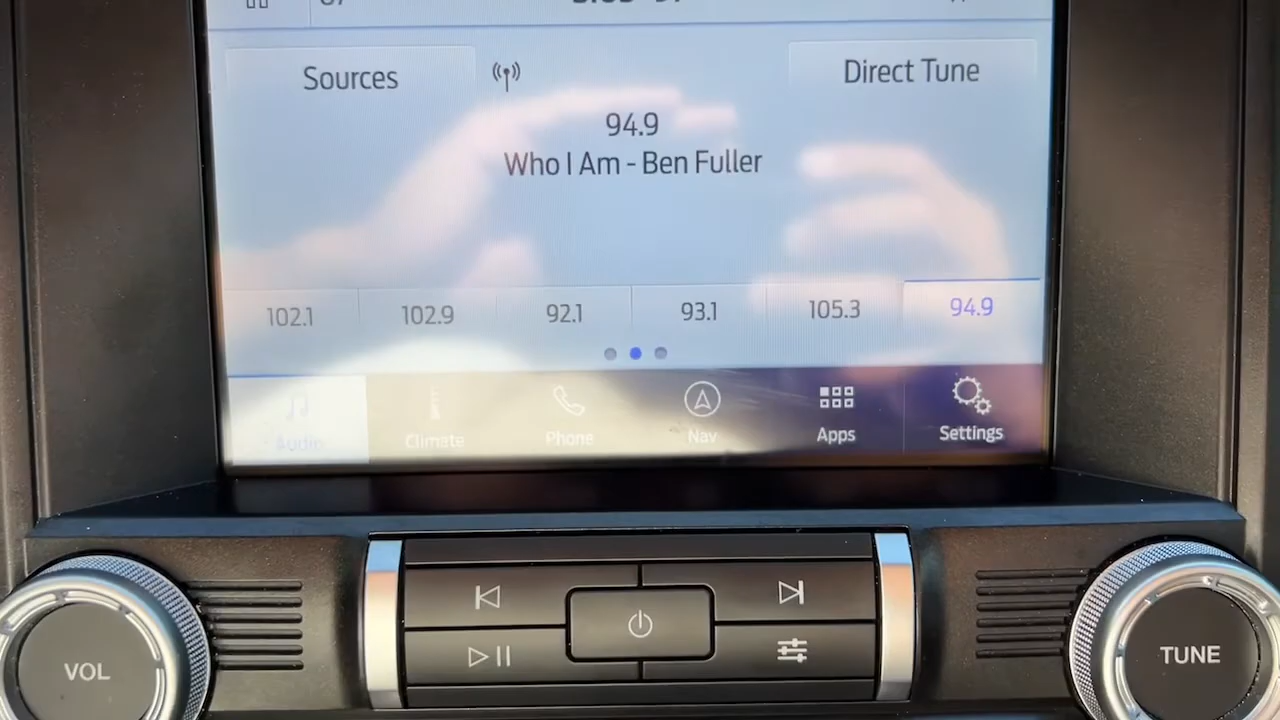 Sources
Direct Tune
94.9
Who I Am - Ben Fuller
102.1 102.9 92.1 93.1 105.3 94.9
Audio Climate Phone Nav Apps Settings
VOL
TUNE